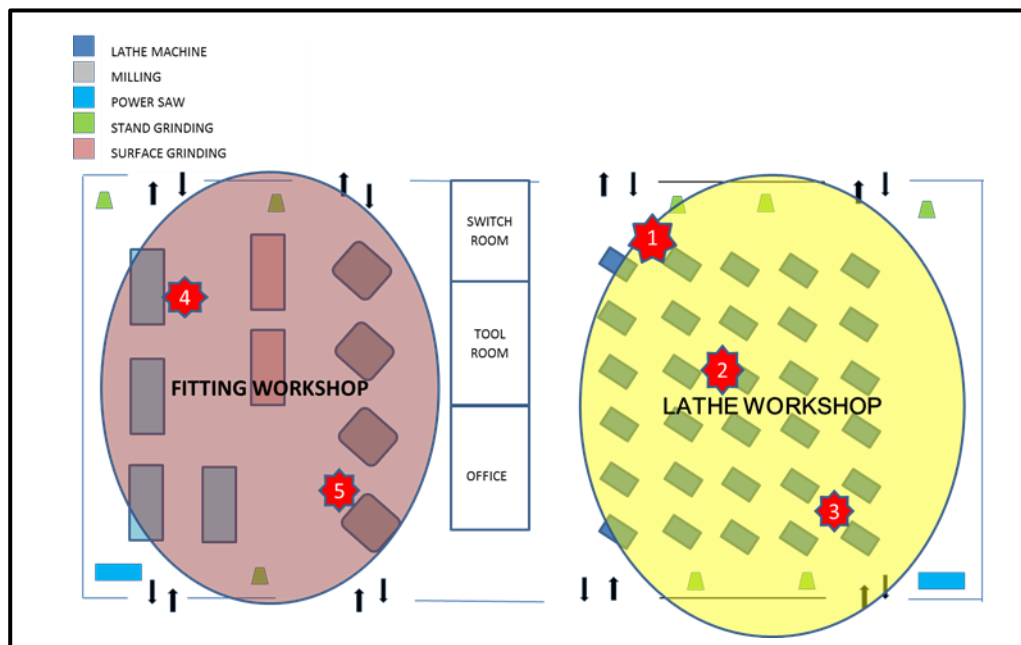 LATHE MACHINE
MILLING
POWER SAW
STAND GRINDING
SURFACE GRINDING
SWITCH
ROOM
1
4
TOOL
ROOM
2
FITTING WORKSHOP
LATHE WORKSHOP
OFFICE
5
3